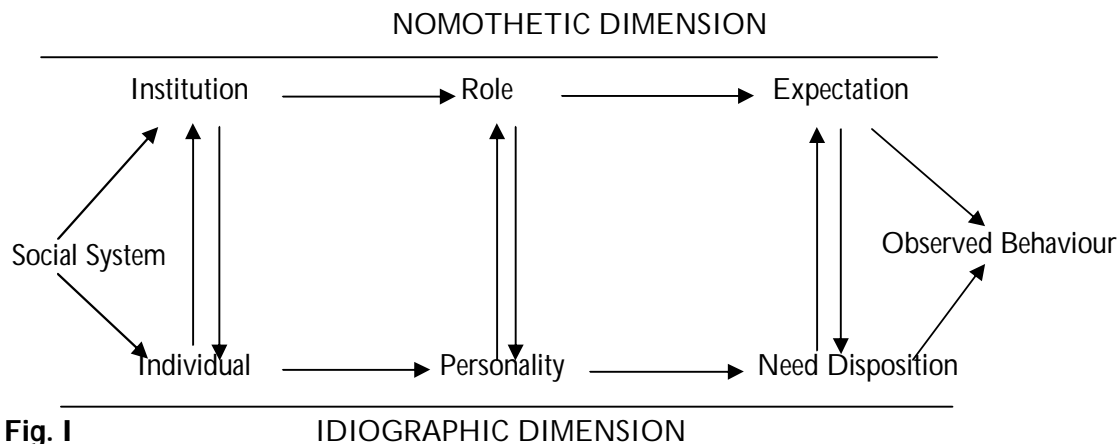 NOMOTHETIC DIMENSION
Institution Role Expectation
Social System Observed Behaviour
Individual Personality Need Disposition
Fig. I IDIOGRAPHIC DIMENSION